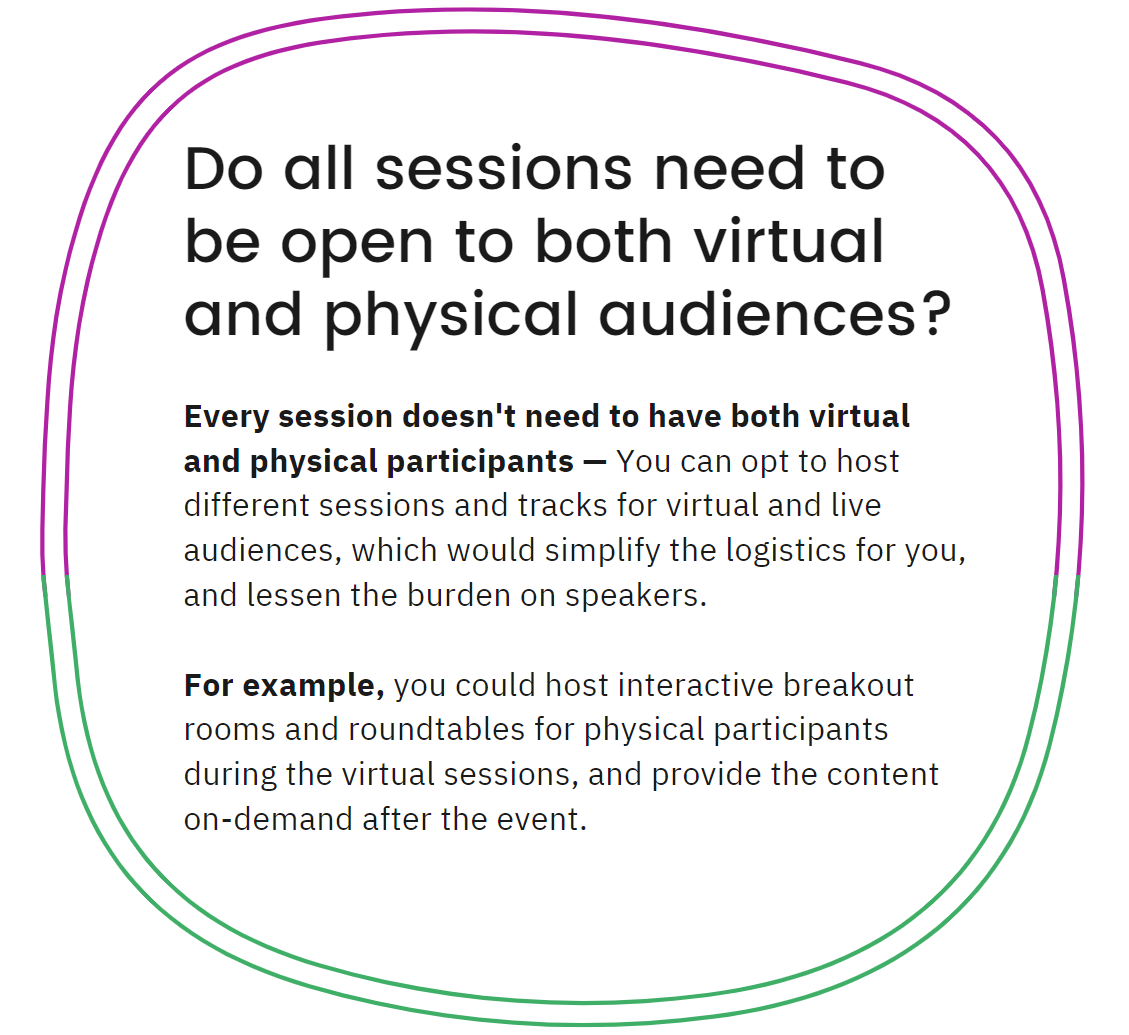 Do all sessions need to
be open to both virtual
and physical audiences?
Every session doesn't need to have both virtual
and physical participants — You can opt to host
different sessions and tracks for virtual and live
audiences, which would simplify the logistics for you,
and lessen the burden on speakers.
For example, you could host interactive breakout
rooms and roundtables for physical participants
during the virtual sessions, and provide the content
on-demand after the event.